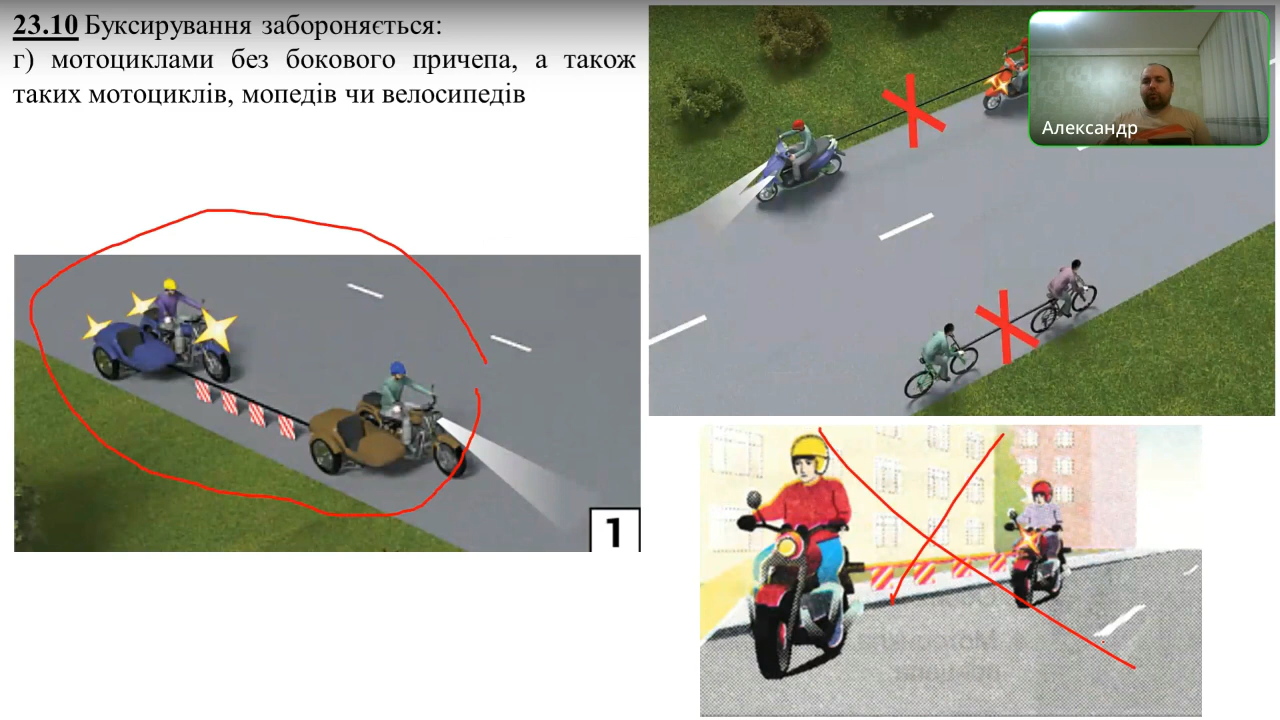 23.10 Буксирування забороняється:
г) мотоциклами без бокового причепа, а також
таких мотоциклів, мопедів чи велосипедів
Александр
1